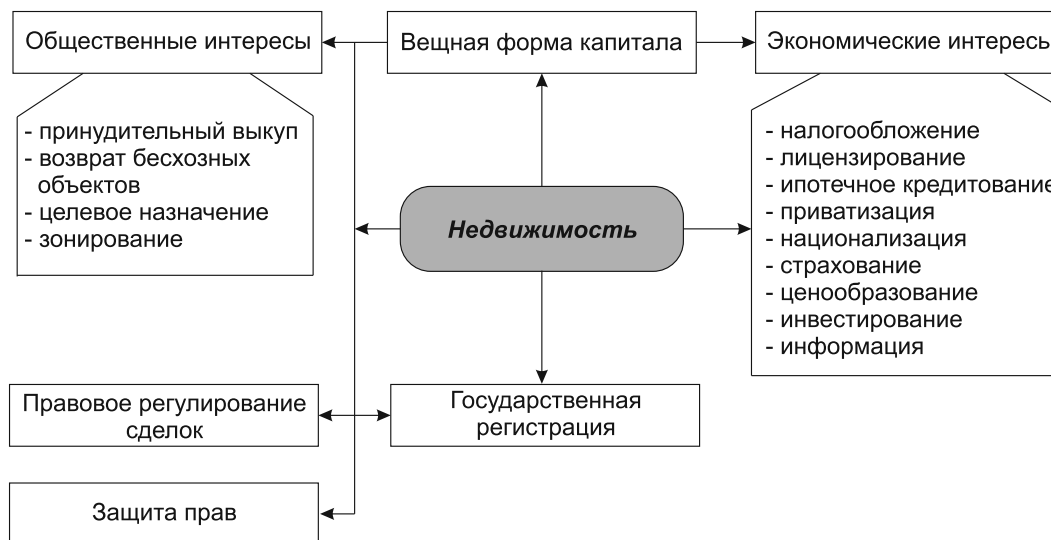 Общественные интересы
Вещная форма капитала
Экономические интересы
- принудительный выкуп
- возврат бесхозных
объектов
- целевое назначение
- зонирование
Недвижимость
- налогообложение
- лицензирование
- ипотечное кредитование
- приватизация
- национализация
- страхование
- ценообразование
- инвестирование
- информация
Правовое регулирование
сделок
Государственная
регистрация
Защита прав